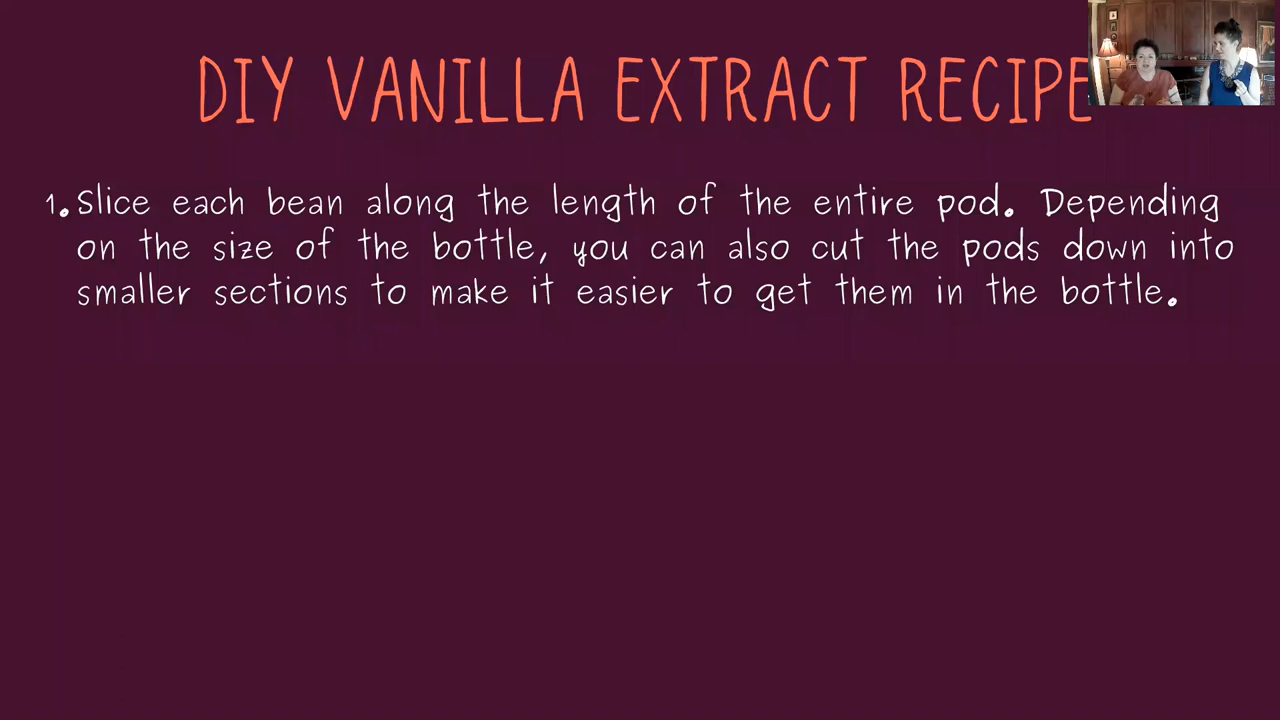 DIY VANILLA EXTRACT RECIPE
1. Slice each bean along the length of the entire pod. Depending
on the size of the bottle, you can also cut the pods down into
smaller sections to make it easier to get them in the bottle.